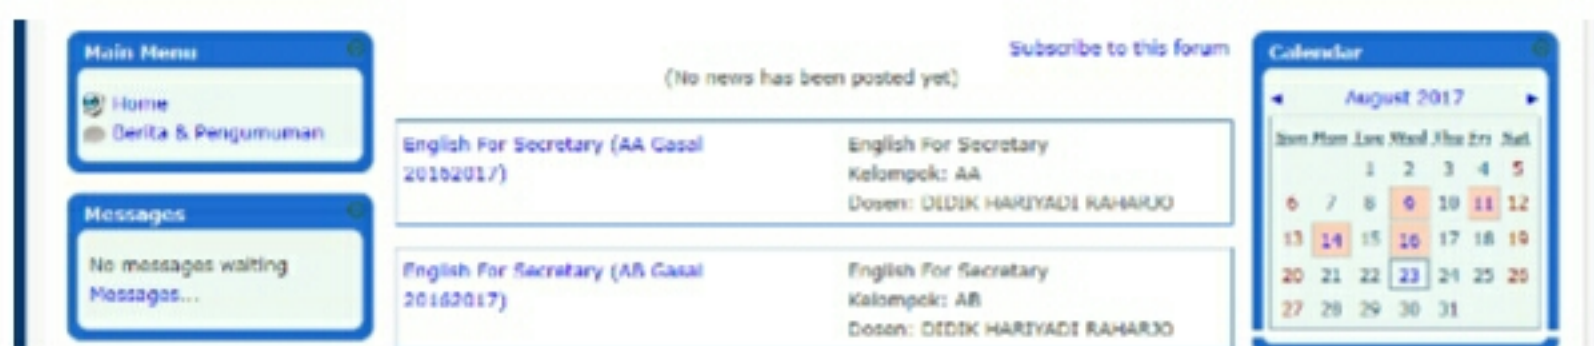 Main Menu
Home
Berita & Pengumuman
Messages
No messages waiting
Messages...
Subscribe to this forum
(No news has been posted yet)
English For Secretary (AA Gasal
20162017)
English For Secretary
Kelompok: AA
Dosen: DIDIK HARIYADI RAHARJO
English For Secretary (AB Gasal
20162017)
English For Secretary
Kelompok: AB
Dosen: DIDIK HARIYADI RAHARJO
Calendar
◄ August 2017 ►
Sun Mon Tue Wed Thu Fri Sat
1 2 3 4 5
6 7 8 9 10 11 12
13 14 15 16 17 18 19
20 21 22 23 24 25 26
27 28 29 30 31